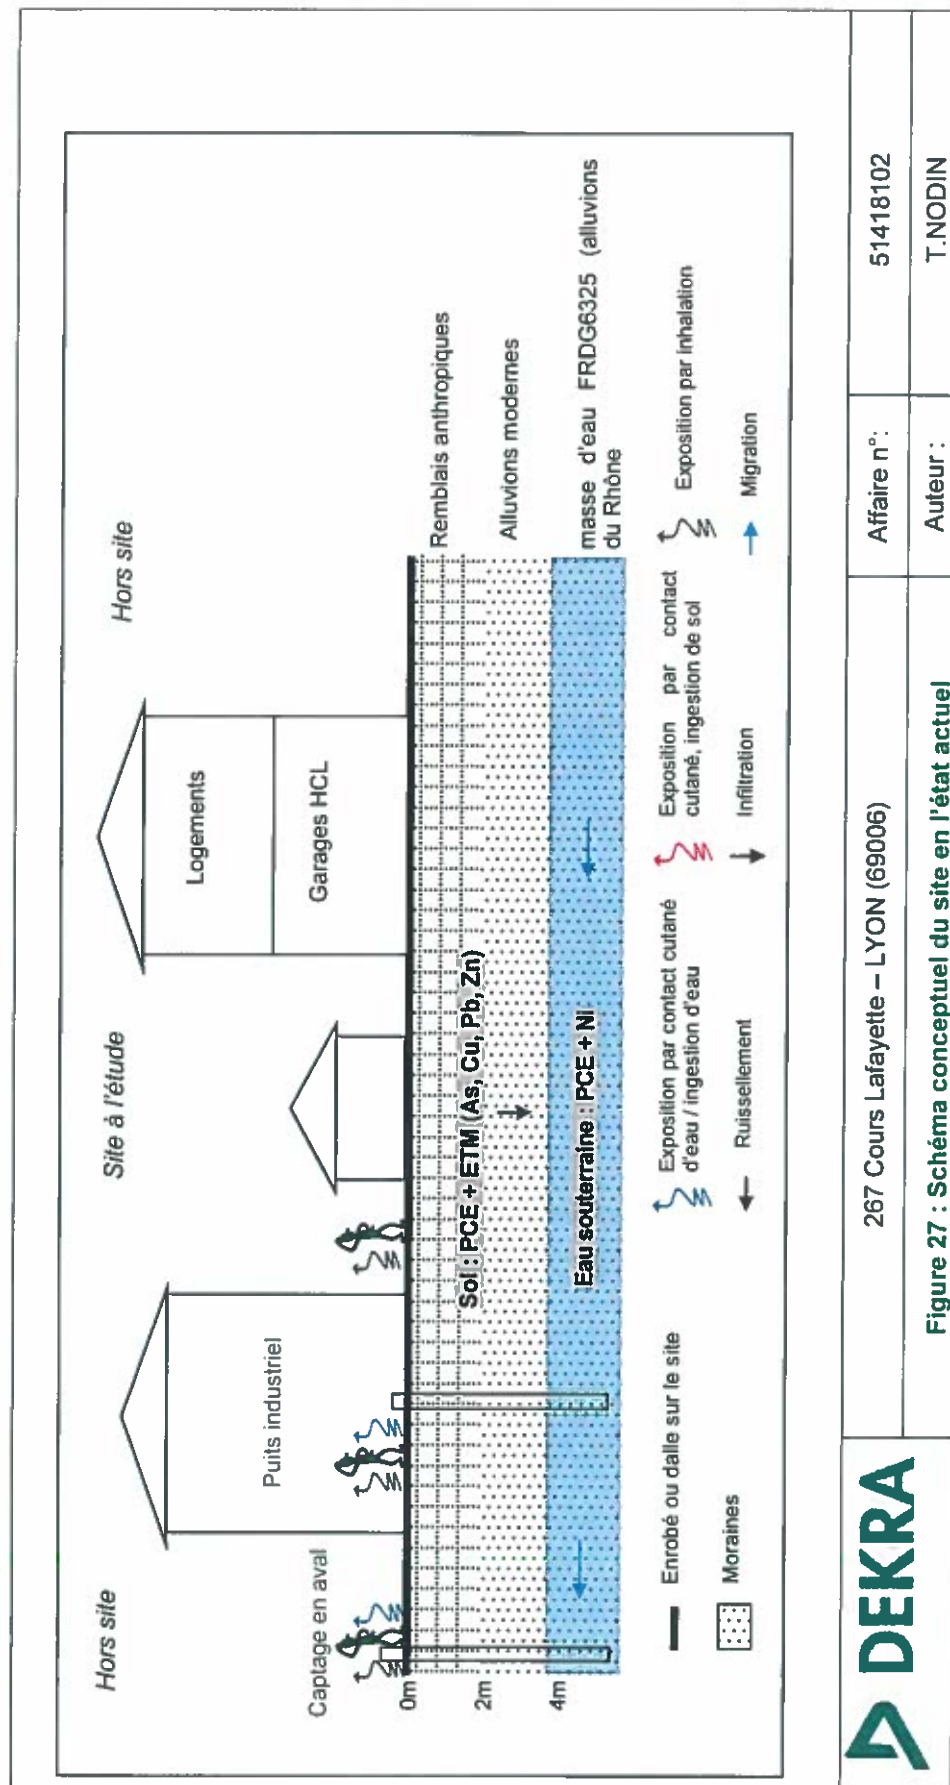 Hors site
Site à l'étude
Hors site
Captage en aval
Puits industriel
Logements
Garages HCL
0m
2m
4m
Sol : PCE + ETM (As, Cu, Pb, Zn)
Eau souterraine : PCE + Ni
Remblais anthropiques
Alluvions modernes
masse d'eau FRDG6325 (alluvions
du Rhône
Enrobé ou dalle sur le site
Moraines
Exposition par contact cutané
d'eau / ingestion d'eau
Exposition par contact
cutané, ingestion de sol
Exposition par inhalation
Ruissellement
Infiltration
Migration
DEKRA
267 Cours Lafayette – LYON (69006)
Affaire n°:
51418102
Figure 27 : Schéma conceptuel du site en l'état actuel
Auteur :
T.NODIN